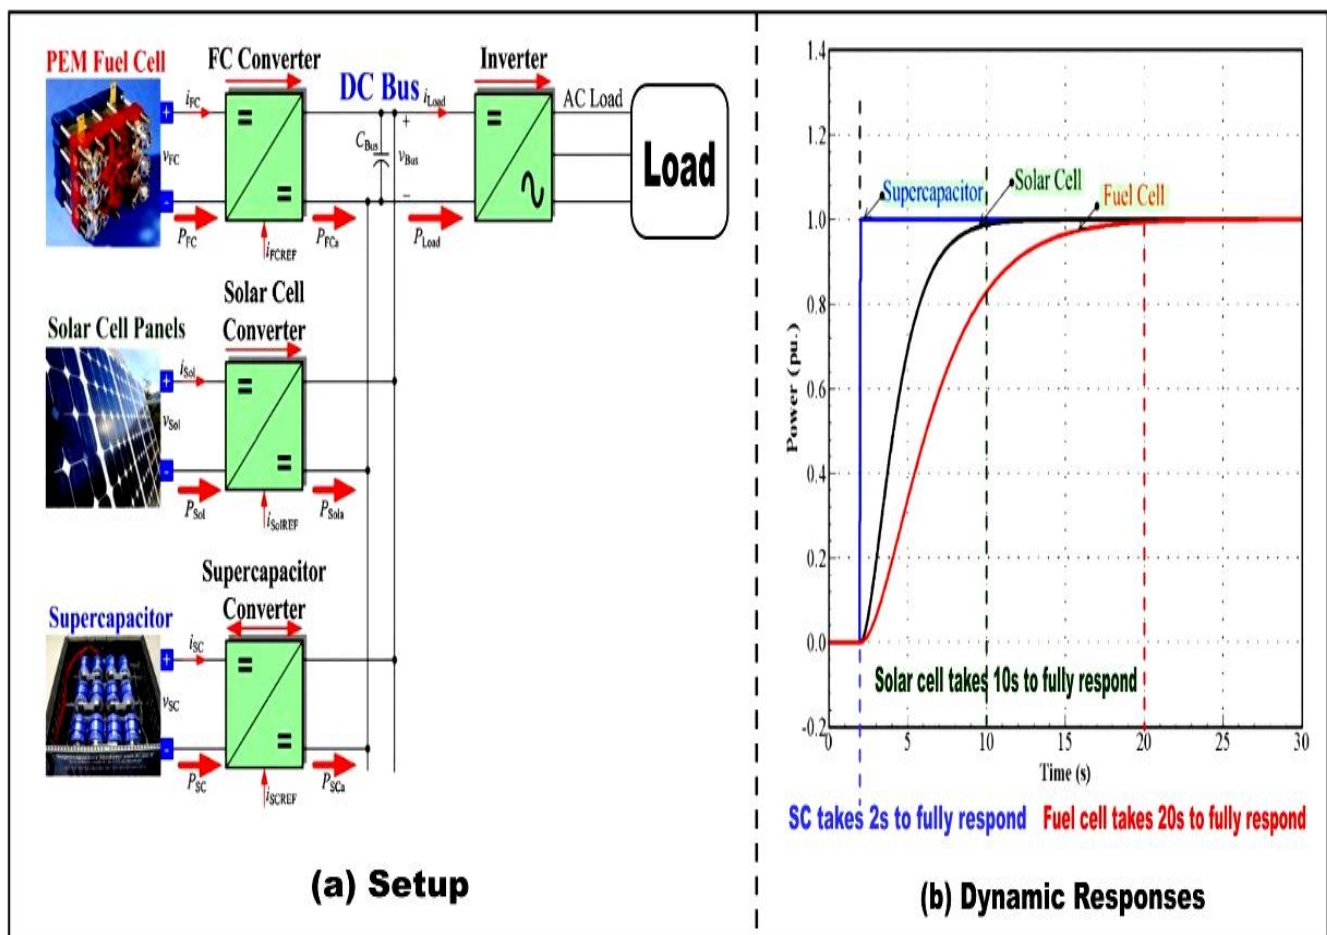 PEM Fuel Cell
FC Converter
Inverter
DC Bus
AC Load
Load
iFC
vFC
+
-
=
=
CBus
+
vBus
−
iLoad
=
PFC
PFCa
PLoad
iFCREF
Solar Cell Panels
Solar Cell
Converter
iSol
vSol
+
-
=
=
PSol
PSola
iSolREF
Supercapacitor
Supercapacitor
Converter
iSC
vSC
+
-
=
=
PSC
PSCa
iSCREF
(a) Setup
1.4
1.2
1.0
0.8
0.6
0.4
0.2
0.0
-0.2
Power (pu.)
Supercapacitor
Solar Cell
Fuel Cell
Solar cell takes 10s to fully respond
0
5
10
15
20
25
30
Time (s)
SC takes 2s to fully respond
Fuel cell takes 20s to fully respond
(b) Dynamic Responses